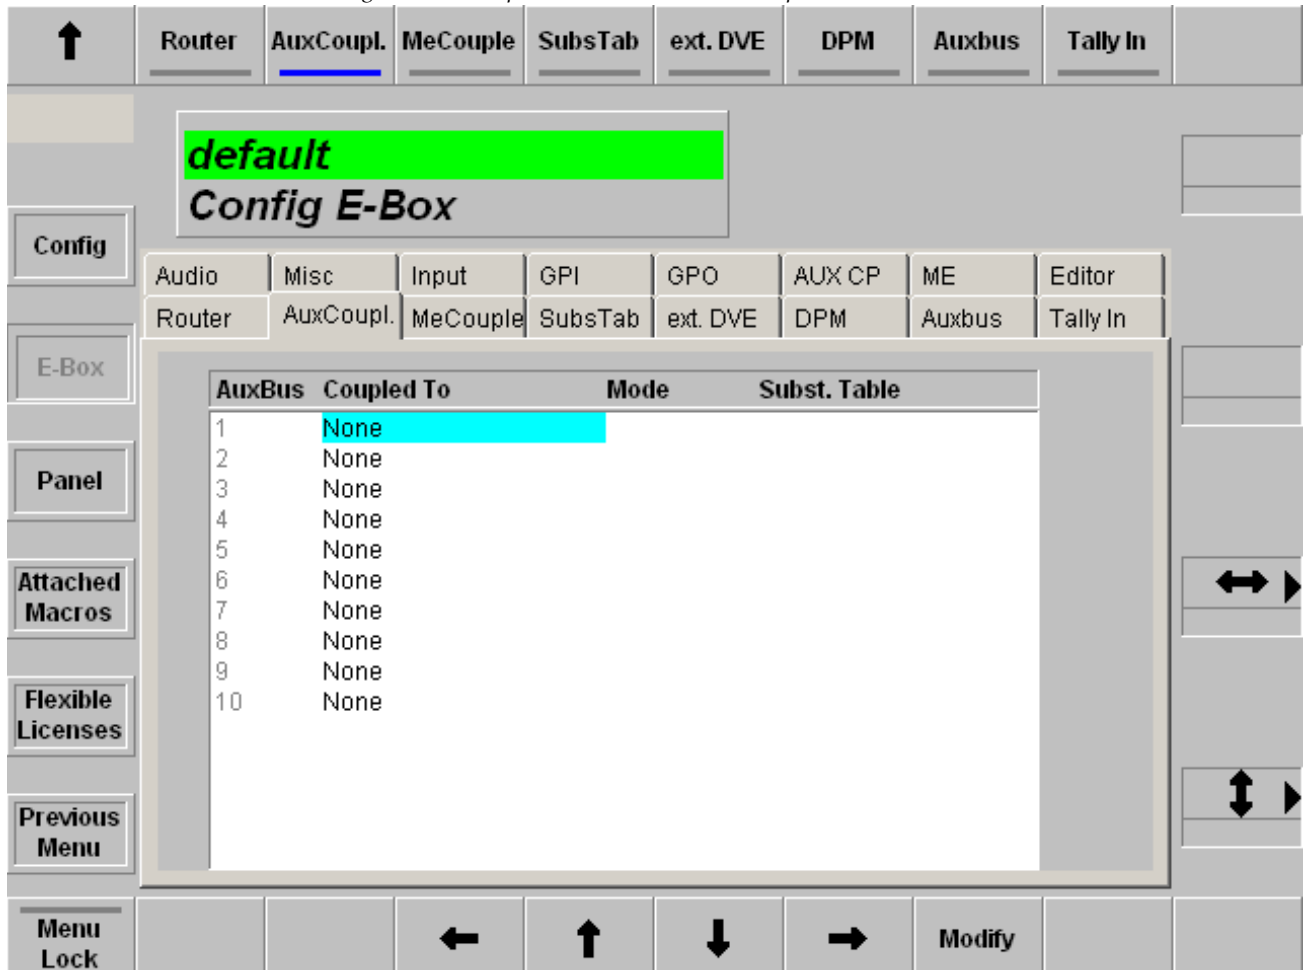 Router AuxCoupl. MeCouple SubsTab ext. DVE DPM Auxbus Tally In
default
Config E-Box
Config
Audio Misc Input GPI GPO AUX CP ME Editor
Router AuxCoupl. MeCouple SubsTab ext. DVE DPM Auxbus Tally In
E-Box
AuxBus Coupled To Mode Subst. Table
1 None
2 None
3 None
4 None
5 None
6 None
7 None
8 None
9 None
10 None
Panel
Attached
Macros
Flexible
Licenses
Previous
Menu
Menu
Lock
Modify